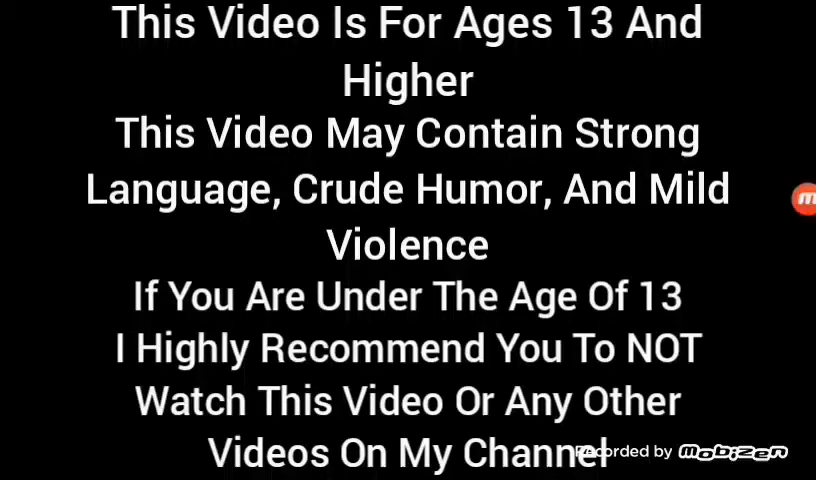 This Video Is For Ages 13 And
Higher
This Video May Contain Strong
Language, Crude Humor, And Mild
Violence
If You Are Under The Age Of 13
I Highly Recommend You To NOT
Watch This Video Or Any Other
Videos On My Channel
Recorded by Mobizen
m